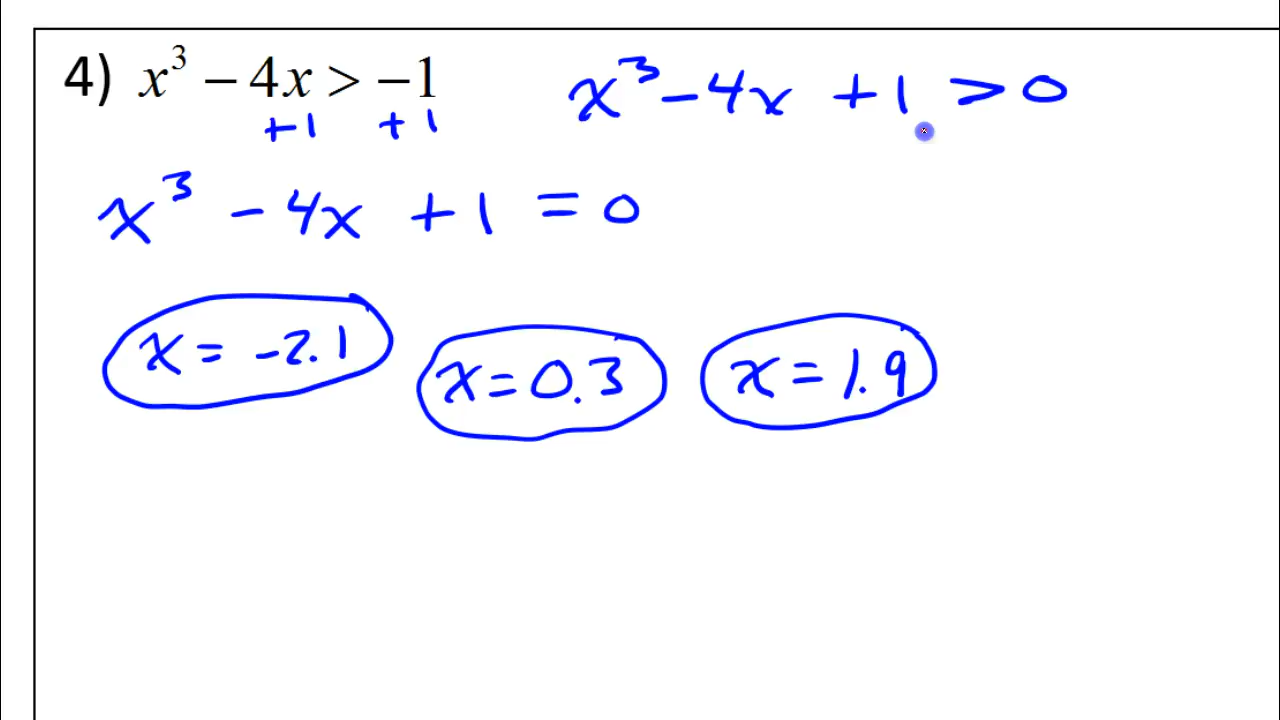 4) x³ − 4x > −1 x³ − 4x + 1 > 0
+1 +1
x³ − 4x + 1 = 0
x = −2.1 x = 0.3 x = 1.9